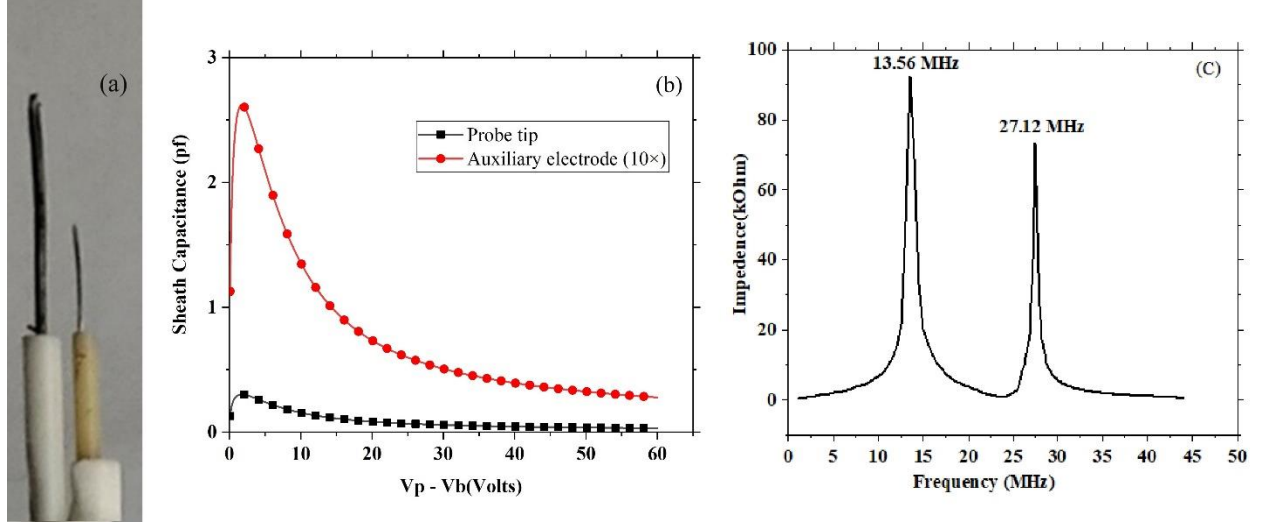 (a)
3
2
1
0
Sheath Capacitance (pf)
(b)
Probe tip
Auxiliary electrode (10×)
0 10 20 30 40 50 60
Vp - Vb(Volts)
100
80
60
40
20
0
Impedence(kOhm)
(C)
13.56 MHz
27.12 MHz
0 5 10 15 20 25 30 35 40 45 50
Frequency (MHz)